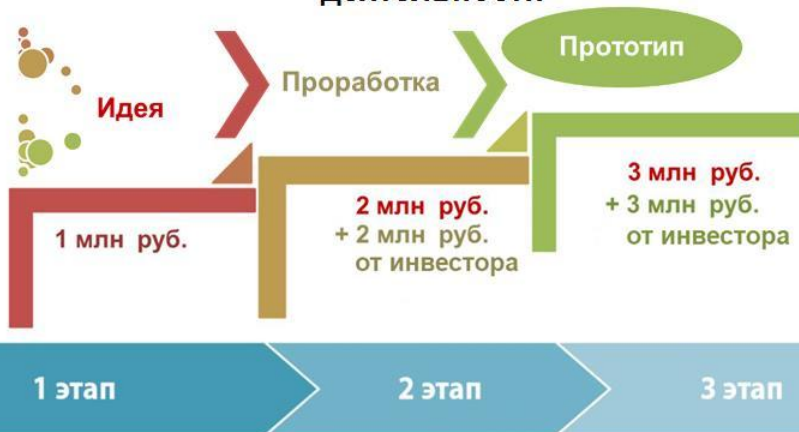 Идея
Проработка
Прототип
1 млн руб.
2 млн руб.
+ 2 млн руб.
от инвестора
3 млн руб.
+ 3 млн руб.
от инвестора
1 этап
2 этап
3 этап